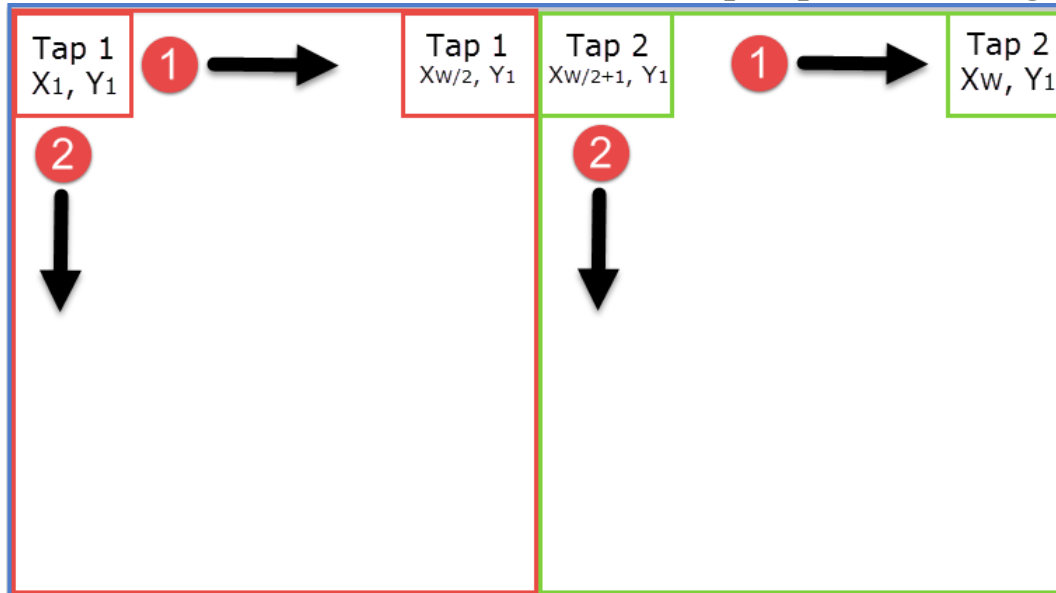 Tap 1
X1, Y1
1
Tap 1
XW/2, Y1
Tap 2
XW/2+1, Y1
1
Tap 2
XW, Y1
2
2